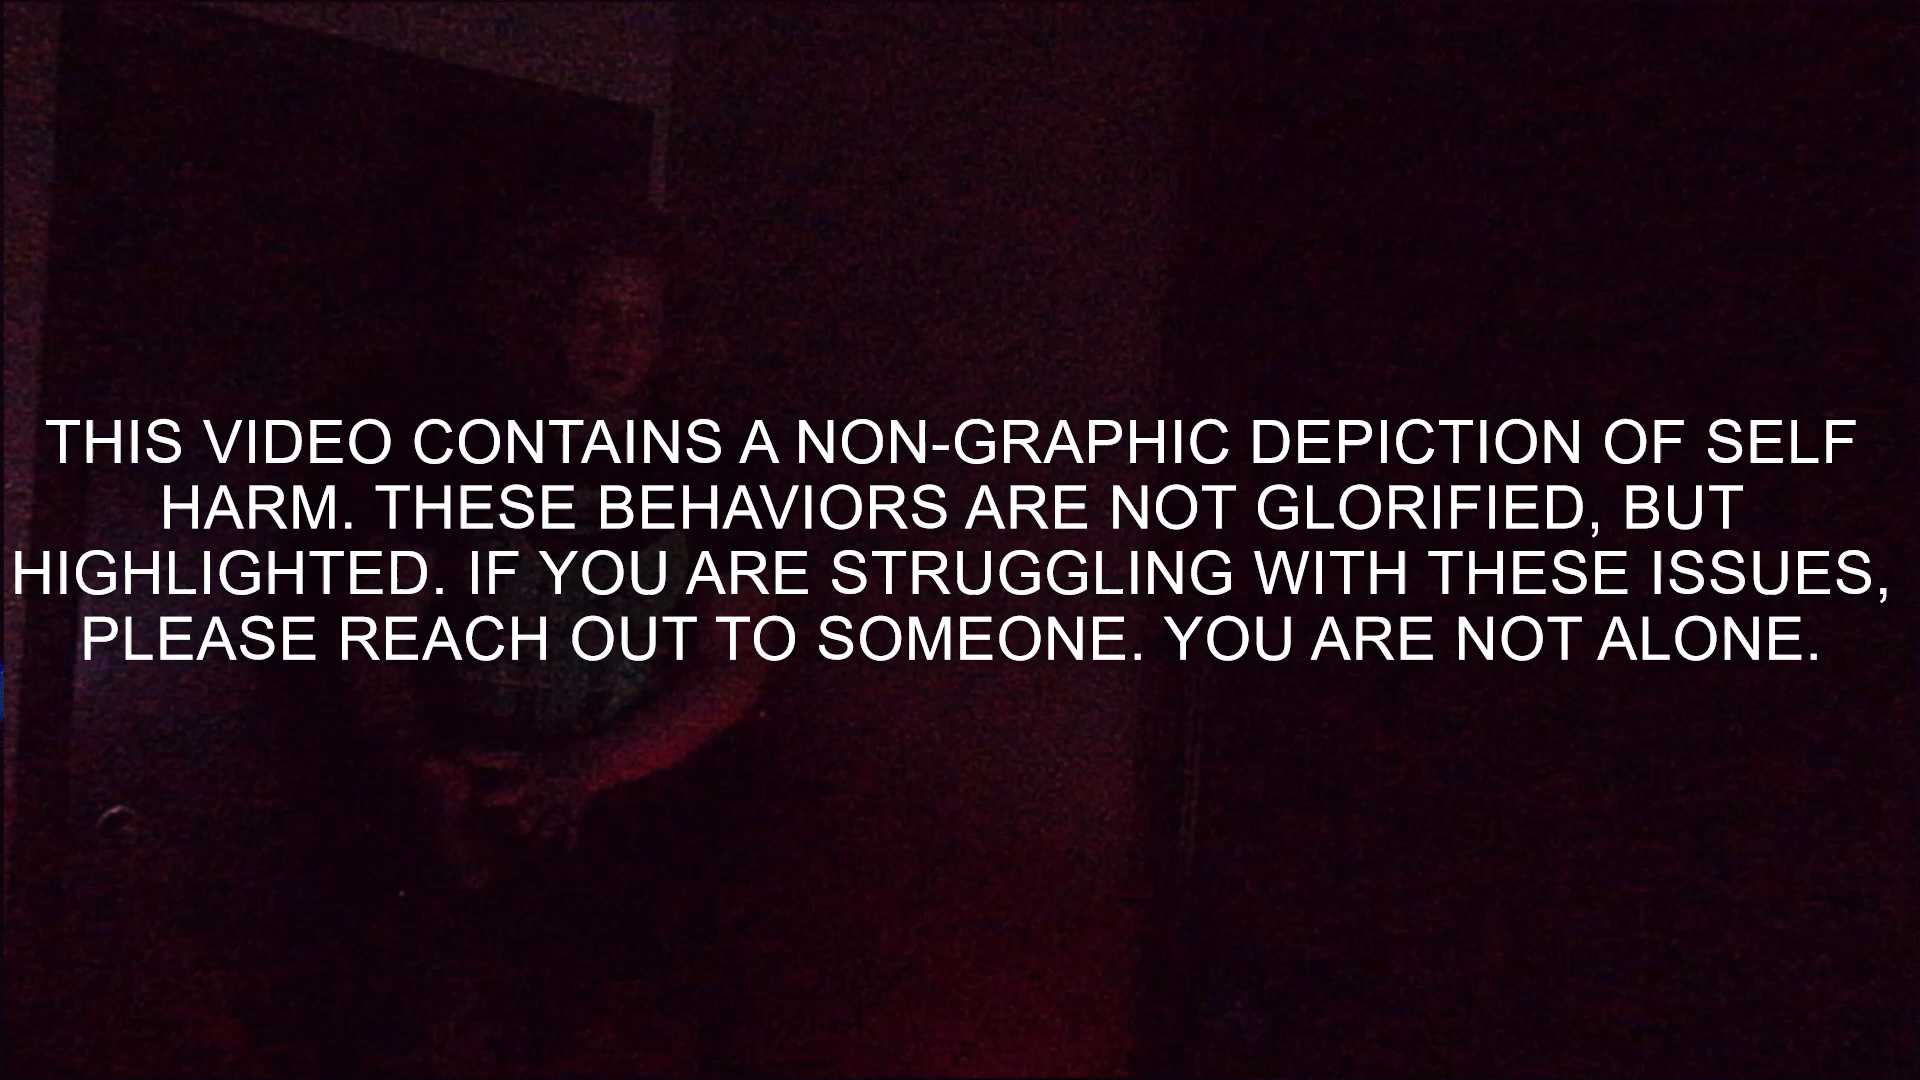 THIS VIDEO CONTAINS A NON-GRAPHIC DEPICTION OF SELF
HARM. THESE BEHAVIORS ARE NOT GLORIFIED, BUT
HIGHLIGHTED. IF YOU ARE STRUGGLING WITH THESE ISSUES,
PLEASE REACH OUT TO SOMEONE. YOU ARE NOT ALONE.